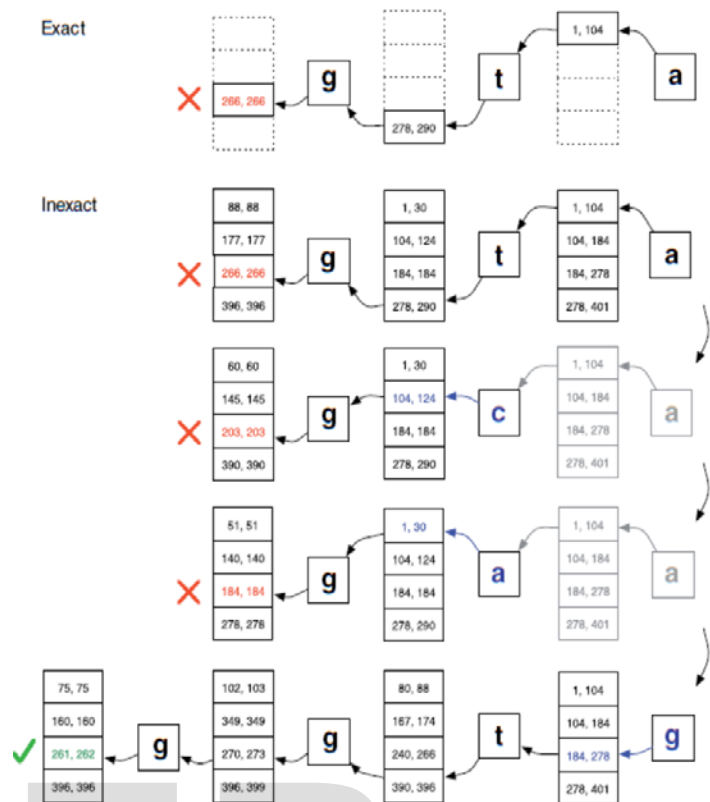 Exact
1, 104
g t a
266, 266
278, 290
Inexact
88, 88 1, 30 1, 104
177, 177 104, 124 104, 184
g t a
266, 266 184, 184 184, 278
396, 396 278, 290 278, 401
60, 60 1, 30 1, 104
145, 145 104, 124 104, 184
g c a
203, 203 184, 184 184, 278
390, 390 278, 290 278, 401
51, 51 1, 30 1, 104
140, 140 104, 124 104, 184
g a a
184, 184 184, 184 184, 278
278, 278 278, 290 278, 401
75, 75 102, 103 80, 88 1, 104
160, 160 349, 349 167, 174 104, 184
g g t g
261, 262 270, 273 240, 266 184, 278
396, 396 396, 399 390, 396 278, 401